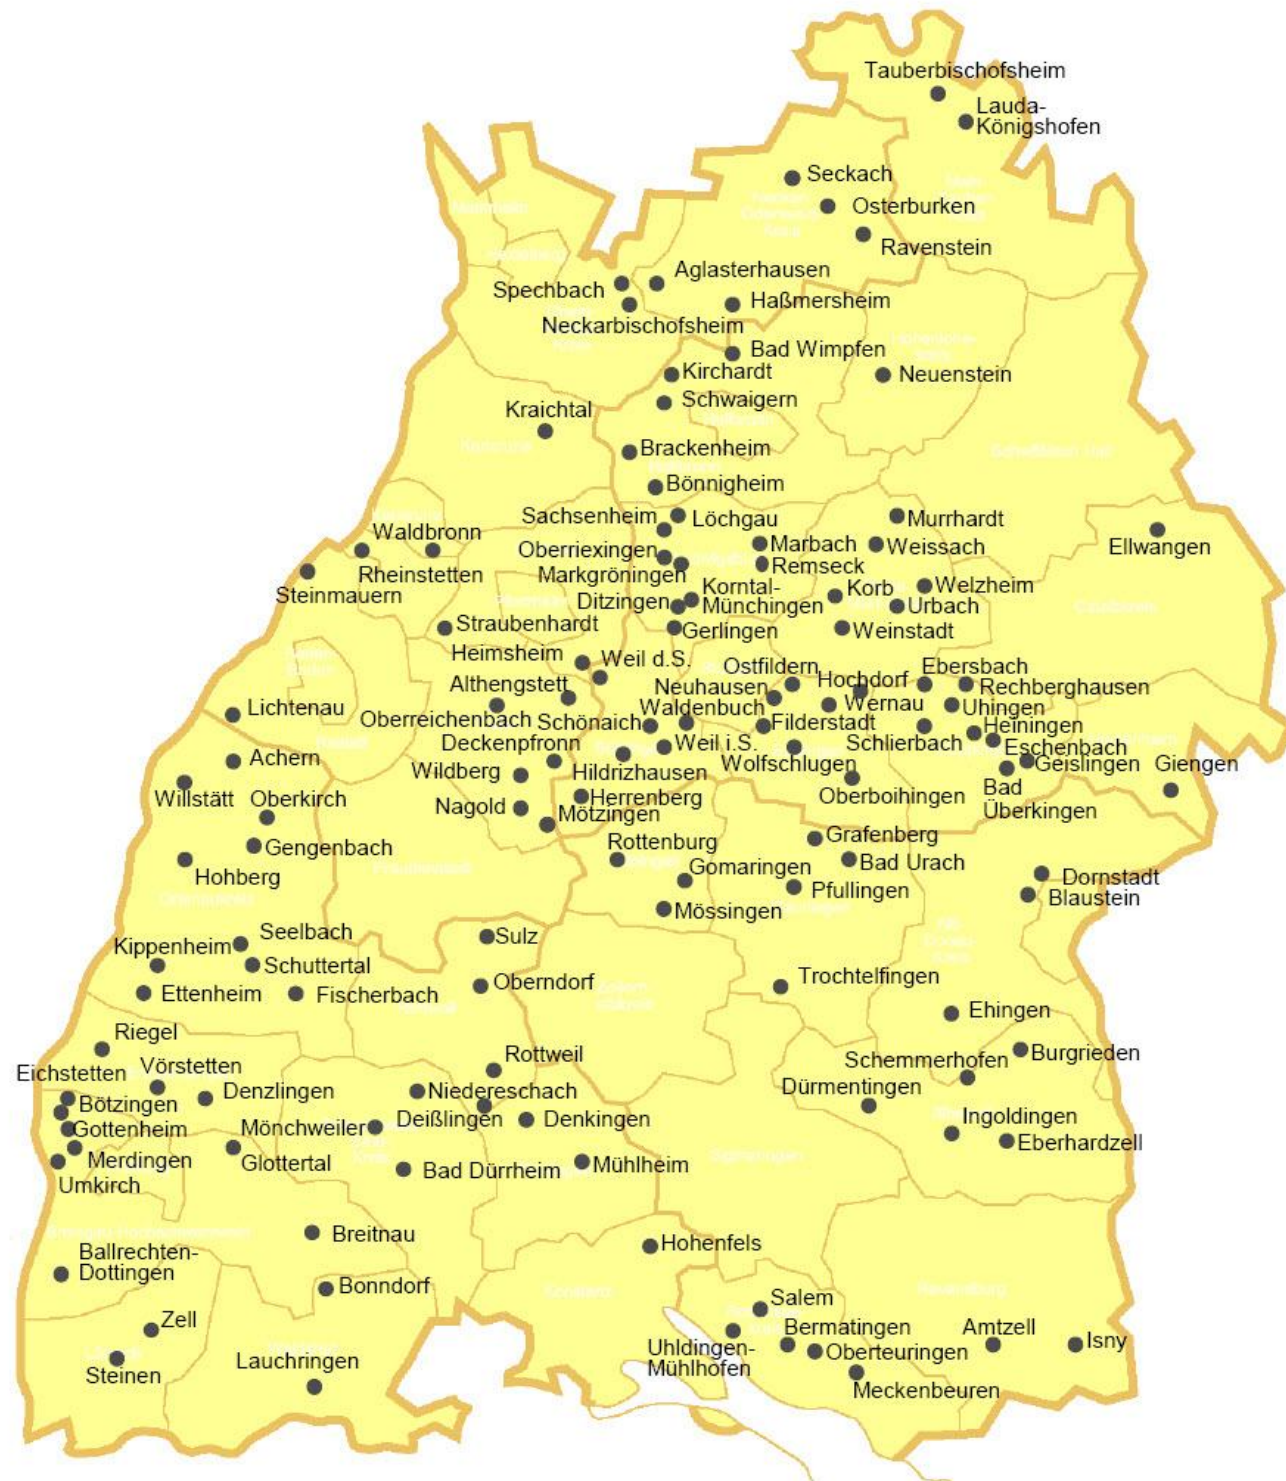 Tauberbischofsheim
Lauda-
Königshofen
Seckach
Osterburken
Ravenstein
Aglasterhausen
Spechbach
Haßmersheim
Neckarbischofsheim
Bad Wimpfen
Kirchardt
Neuenstein
Schwaigern
Kraichtal
Brackenheim
Bönnigheim
Sachsenheim
Löchgau
Murrhardt
Waldbronn
Marbach
Weissach
Ellwangen
Oberriexingen
Rheinstetten
Markgröningen
Remseck
Steinmauern
Korntal-
Münchingen
Korb
Welzheim
Ditzingen
Urbach
Straubenhardt
Gerlingen
Weinstadt
Heimsheim
Weil d.S.
Ostfildern
Ebersbach
Althengstett
Neuhausen
Hochdorf
Rechberghausen
Lichtenau
Oberreichenbach
Waldenbuch
Wernau
Uhingen
Schönaich
Filderstadt
Heiningen
Deckenpfronn
Weil i.S.
Schlierbach
Eschenbach
Achern
Wolfschlugen
Geislingen
Giengen
Wildberg
Hildrizhausen
Willstätt
Oberkirch
Herrenberg
Oberboihingen
Bad
Überkingen
Nagold
Mötzingen
Gengenbach
Rottenburg
Grafenberg
Hohberg
Gomaringen
Bad Urach
Dornstadt
Pfullingen
Blaustein
Mössingen
Seelbach
Sulz
Kippenheim
Schuttertal
Trochtelfingen
Ettenheim
Fischerbach
Oberndorf
Ehingen
Riegel
Rottweil
Schemmerhofen
Burgrieden
Eichstetten
Vörstetten
Dürmentingen
Denzlingen
Niedereschach
Bötzingen
Deißlingen
Denkingen
Ingoldingen
Gottenheim
Mönchweiler
Eberhardzell
Merdingen
Glottertal
Bad Dürrheim
Mühlheim
Umkirch
Breitnau
Hohenfels
Ballrechten-
Dottingen
Bonndorf
Salem
Zell
Bermatingen
Amtzell
Isny
Uhldingen-
Mühlhofen
Oberteuringen
Lauchringen
Steinen
Meckenbeuren